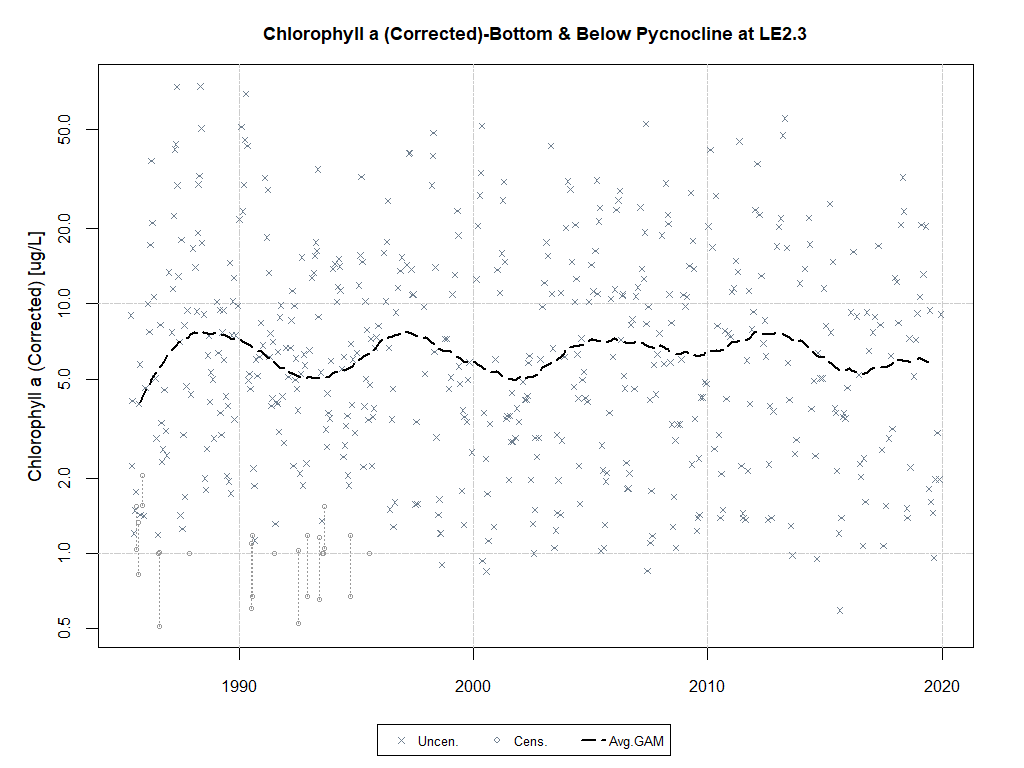 Chlorophyll a (Corrected)-Bottom & Below Pycnocline at LE2.3
Chlorophyll a (Corrected) [ug/L]
50.0
20.0
10.0
5.0
2.0
1.0
0.5
1990 2000 2010 2020
Uncen. Cens. Avg.GAM